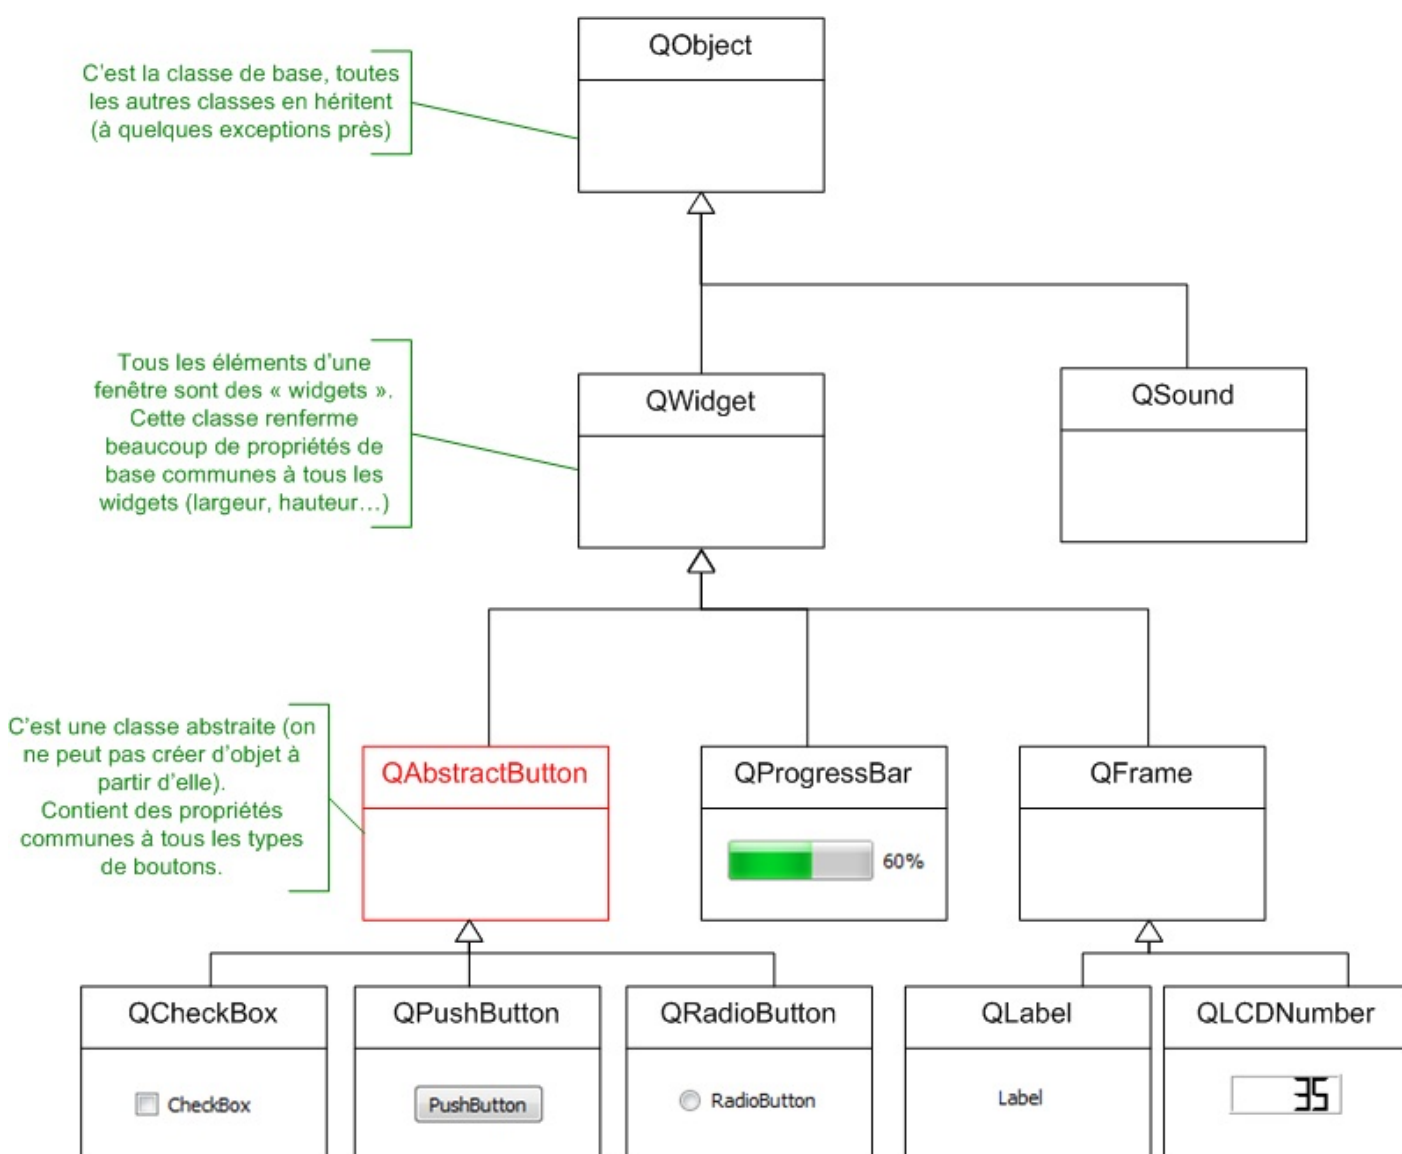 QObject
C'est la classe de base, toutes
les autres classes en héritent
(à quelques exceptions près)
Tous les éléments d'une
fenêtre sont des « widgets ».
Cette classe renferme
beaucoup de propriétés de
base communes à tous les
widgets (largeur, hauteur…)
QWidget
QSound
C'est une classe abstraite (on
ne peut pas créer d'objet à
partir d'elle).
Contient des propriétés
communes à tous les types
de boutons.
QAbstractButton
QProgressBar
60%
QFrame
QCheckBox
CheckBox
QPushButton
PushButton
QRadioButton
RadioButton
QLabel
Label
QLCDNumber
35